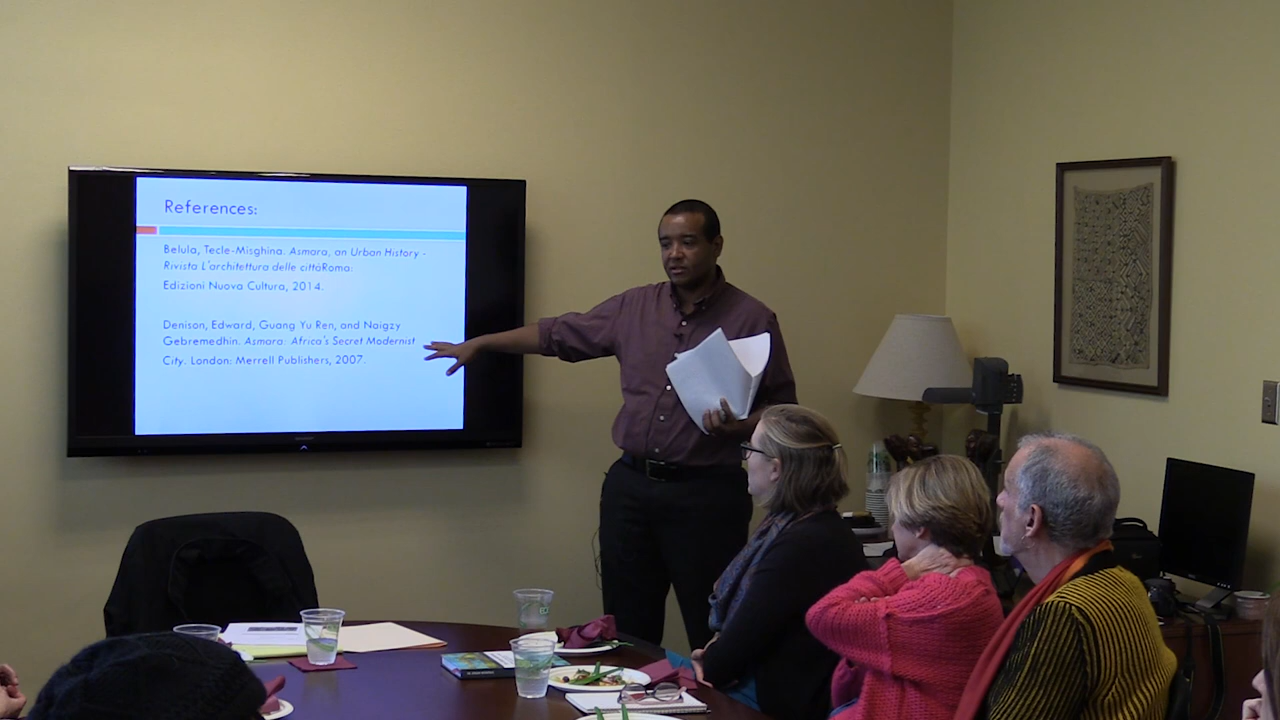 References:
Belula, Tecle-Misghina. Asmara, an Urban History -
Rivista L'architettura delle cittàRoma:
Edizioni Nuova Cultura, 2014.
Denison, Edward, Guang Yu Ren, and Naigzy
Gebremedhin. Asmara: Africa's Secret Modernist
City. London: Merrell Publishers, 2007.